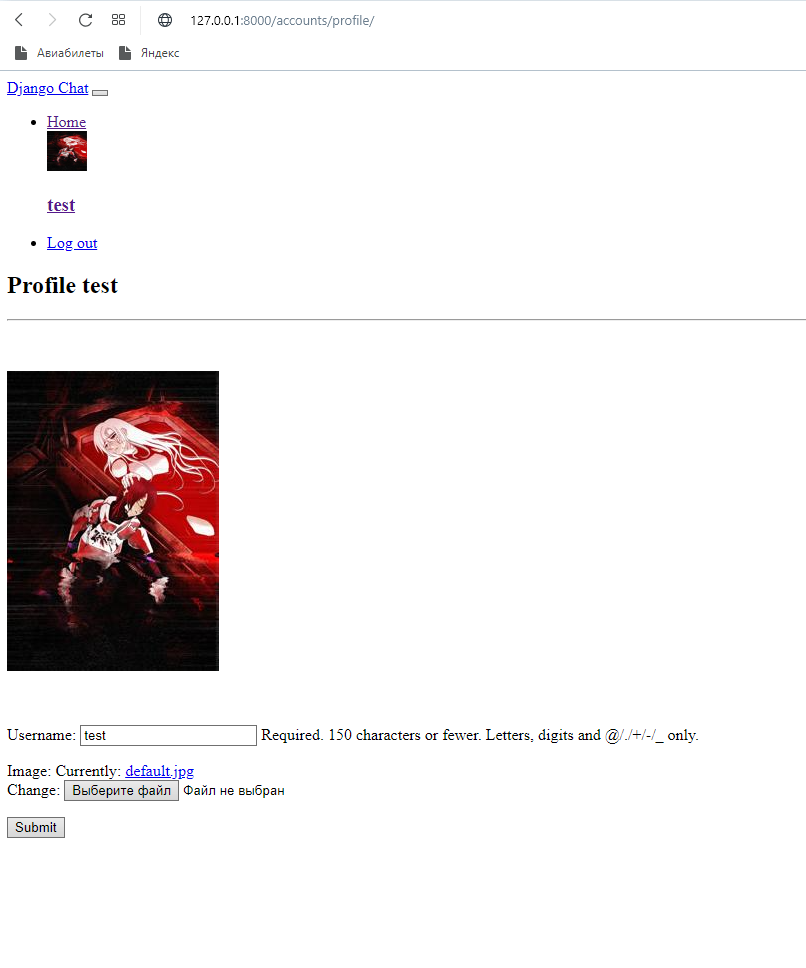 127.0.0.1:8000/accounts/profile/
Авиабилеты Яндекс
Django Chat
Home
test
Log out
Profile test
Username: test Required. 150 characters or fewer. Letters, digits and @/./+/-/_ only.
Image: Currently: default.jpg
Change: Выберите файл Файл не выбран
Submit